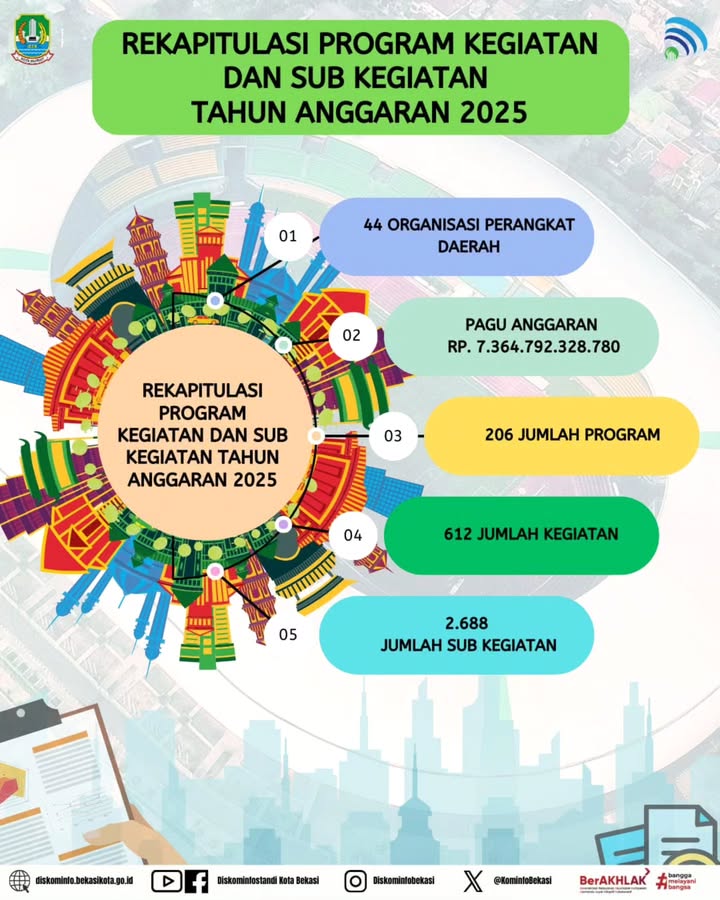 REKAPITULASI PROGRAM KEGIATAN
DAN SUB KEGIATAN
TAHUN ANGGARAN 2025
01
44 ORGANISASI PERANGKAT
DAERAH
02
PAGU ANGGARAN
RP. 7.364.792.328.780
REKAPITULASI
PROGRAM
KEGIATAN DAN SUB
KEGIATAN TAHUN
ANGGARAN 2025
03
206 JUMLAH PROGRAM
04
612 JUMLAH KEGIATAN
05
2.688
JUMLAH SUB KEGIATAN
diskominfo.bekasikota.go.id
Diskominfostandi Kota Bekasi
Diskominfobekasi
@KominfoBekasi
BerAKHLAK
#bangga
melayani
bangsa